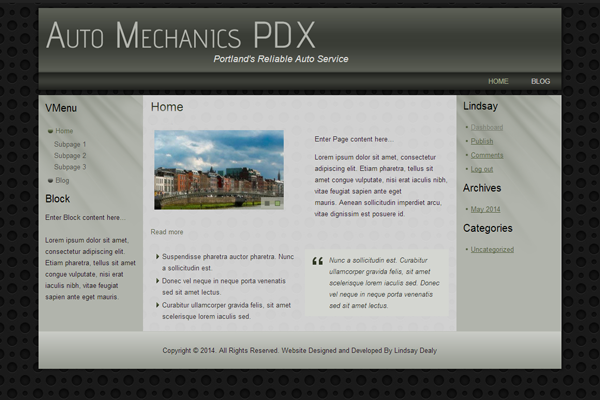 Auto Mechanics PDX
Portland's Reliable Auto Service
HOME
BLOG
VMenu
Home
Subpage 1
Subpage 2
Subpage 3
Blog
Block
Enter Block content here...
Lorem ipsum dolor sit amet,
consectetur adipiscing elit.
Etiam pharetra, tellus sit amet
congue vulputate, nisi erat
iaculis nibh, vitae feugiat
sapien ante eget mauris.
Home
Enter Page content here...
Lorem ipsum dolor sit amet, consectetur
adipiscing elit. Etiam pharetra, tellus sit
amet congue vulputate, nisi erat iaculis nibh,
vitae feugiat sapien ante eget
mauris. Aenean sollicitudin imperdiet arcu,
vitae dignissim est posuere id.
Read more
Suspendisse pharetra auctor pharetra. Nunc
a sollicitudin est.
Donec vel neque in neque porta venenatis
sed sit amet lectus.
Curabitur ullamcorper gravida felis, sit amet
scelerisque lorem iaculis sed.
Nunc a sollicitudin est. Curabitur
ullamcorper gravida felis, sit amet
scelerisque lorem iaculis sed. Donec
vel neque in neque porta venenatis
sed sit amet lectus.
Lindsay
Dashboard
Publish
Comments
Log out
Archives
May 2014
Categories
Uncategorized
Copyright © 2014. All Rights Reserved. Website Designed and Developed By Lindsay Dealy